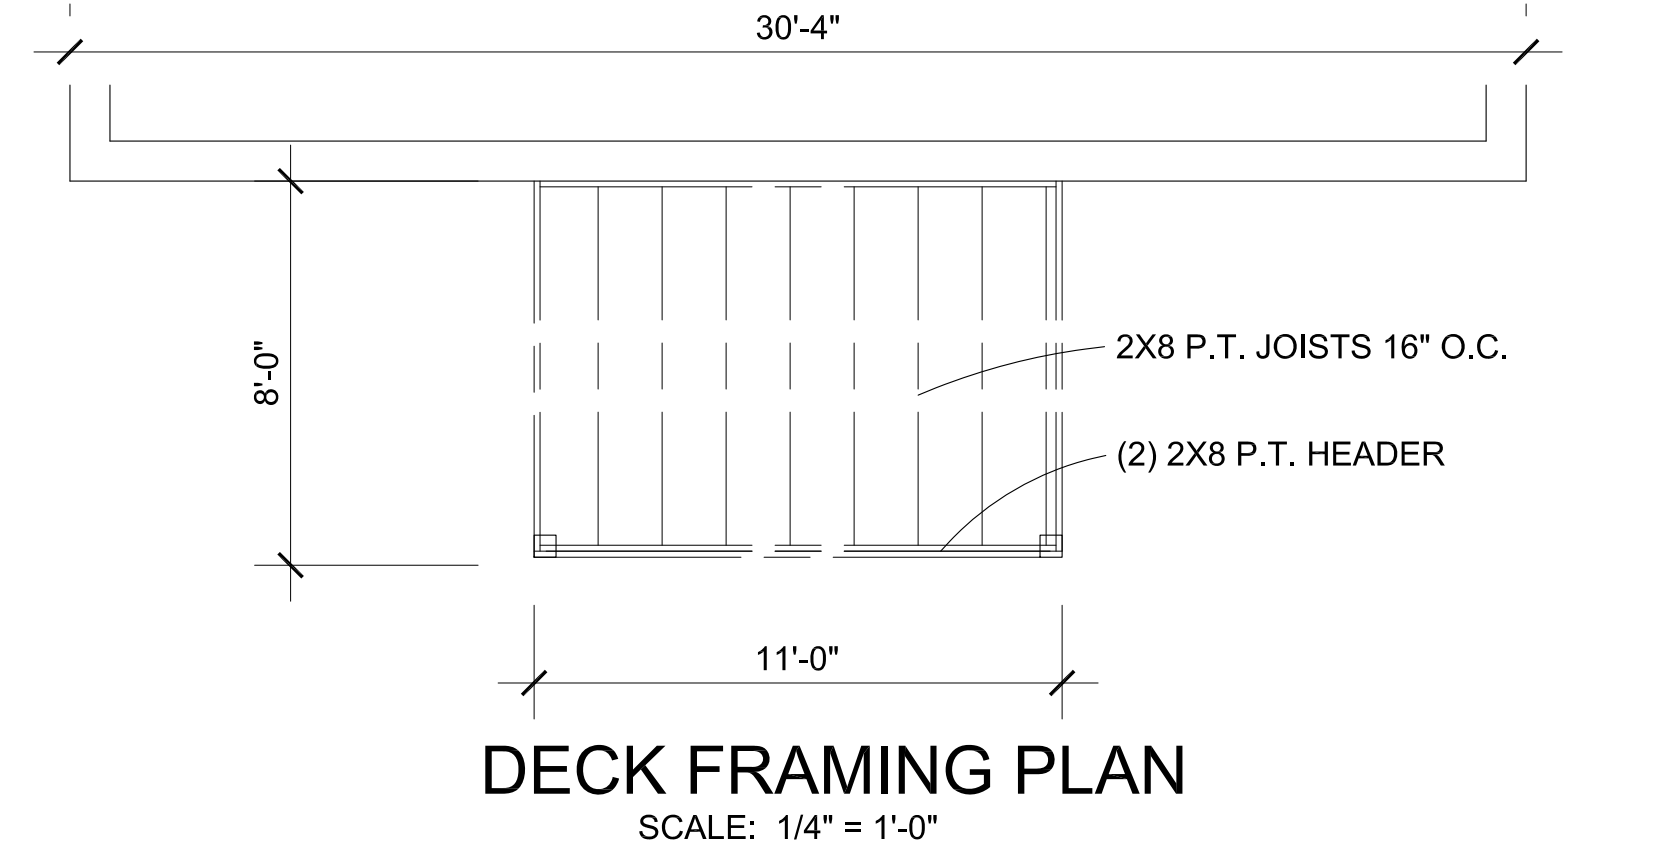 30'-4"
8'-0"
2X8 P.T. JOISTS 16" O.C.
(2) 2X8 P.T. HEADER
11'-0"
DECK FRAMING PLAN
SCALE: 1/4" = 1'-0"